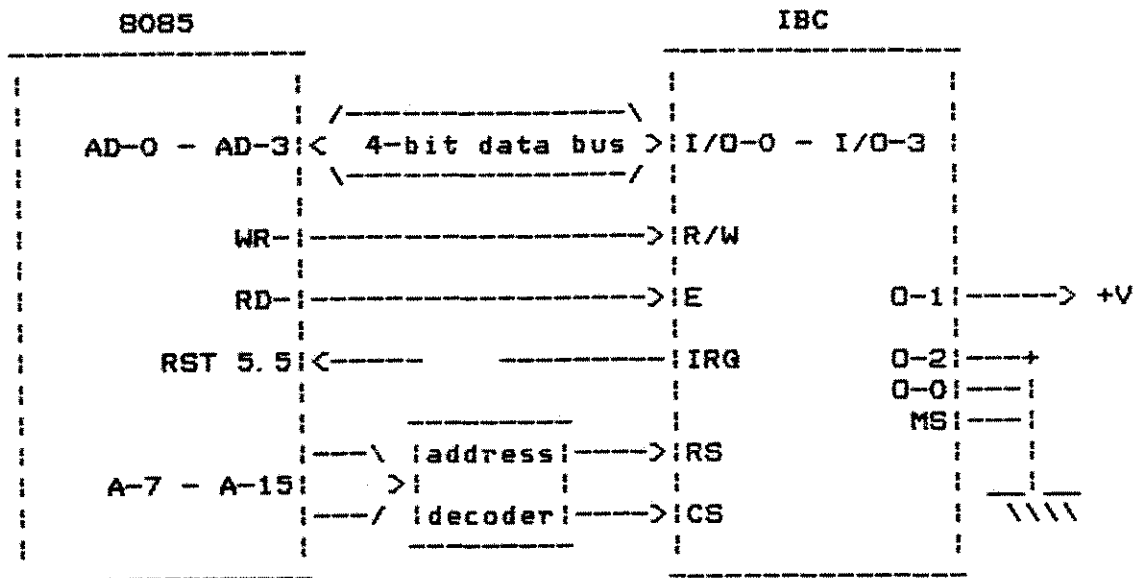 8085 IBC
AD-0 - AD-3 4-bit data bus I/O-0 - I/O-3
WR- R/W
RD- E O-1 +V
RST 5.5 IRG O-2
O-0
MS
address RS
A-7 - A-15
decoder CS